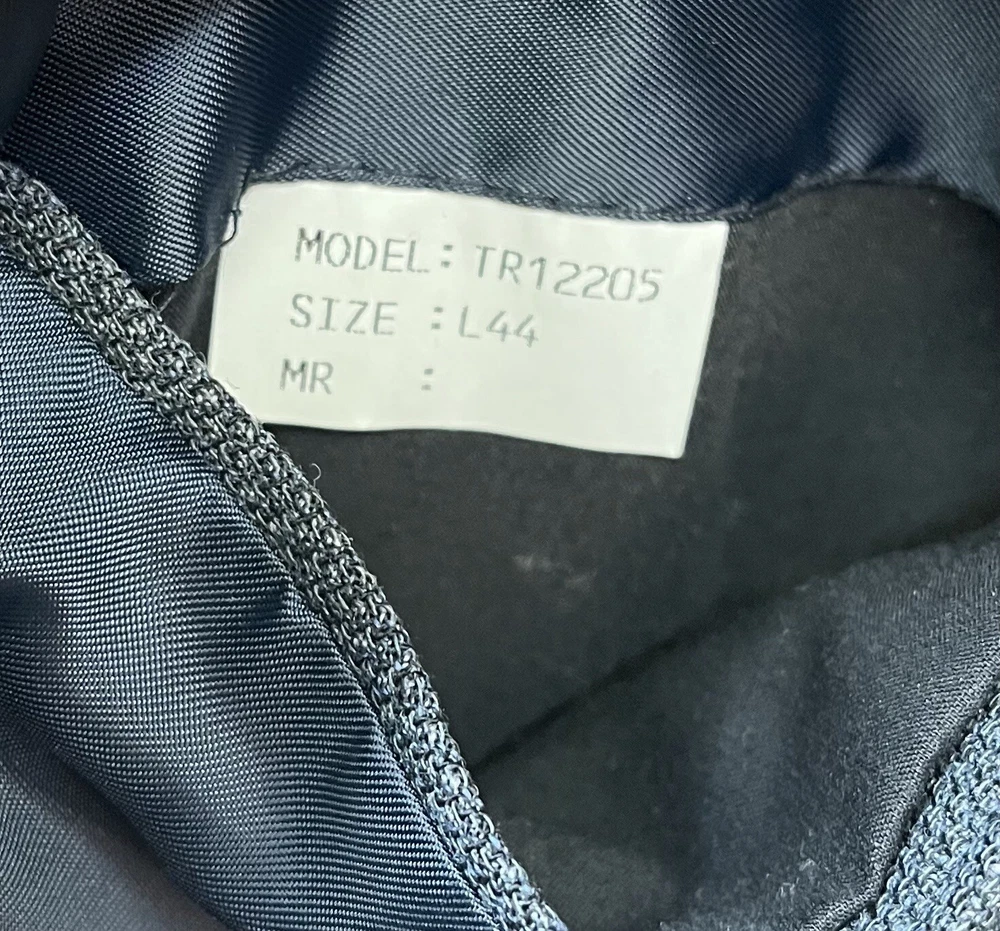 MODEL: TR12205
SIZE : L44
MR :